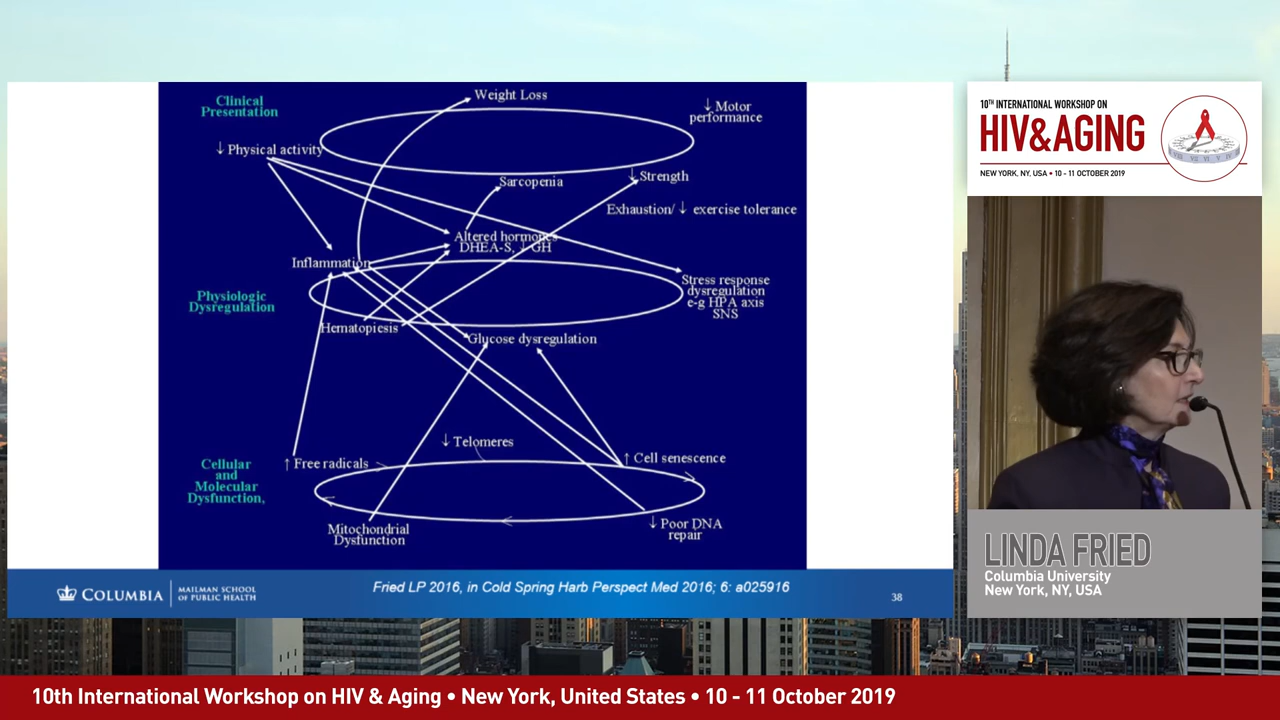 Clinical
Presentation
Weight Loss
↓ Motor
performance
↓ Physical activity
Sarcopenia
↓ Strength
Exhaustion/ ↓ exercise tolerance
Altered hormones
DHEA-S, ↓ GH
Inflammation
Stress response
dysregulation
e-g HPA axis
SNS
Physiologic
Dysregulation
Hematopiesis
Glucose dysregulation
↓ Telomeres
↑ Free radicals
↑ Cell senescence
Cellular
and
Molecular
Dysfunction,
Mitochondrial
Dysfunction
↓ Poor DNA
repair
COLUMBIA
MAILMAN SCHOOL
OF PUBLIC HEALTH
Fried LP 2016, in Cold Spring Harb Perspect Med 2016; 6: a025916
38
10TH INTERNATIONAL WORKSHOP ON
HIV&AGING
NEW YORK, NY, USA • 10 - 11 OCTOBER 2019
LINDA FRIED
Columbia University
New York, NY, USA
10th International Workshop on HIV & Aging • New York, United States • 10 - 11 October 2019